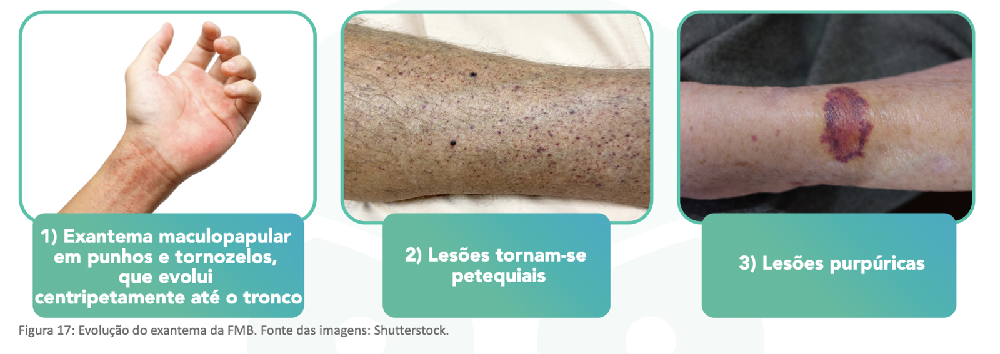 1) Exantema maculopapular
em punhos e tornozelos,
que evolui
centripetamente até o tronco
2) Lesões tornam-se
petequiais
3) Lesões purpúricas
Figura 17: Evolução do exantema da FMB. Fonte das imagens: Shutterstock.